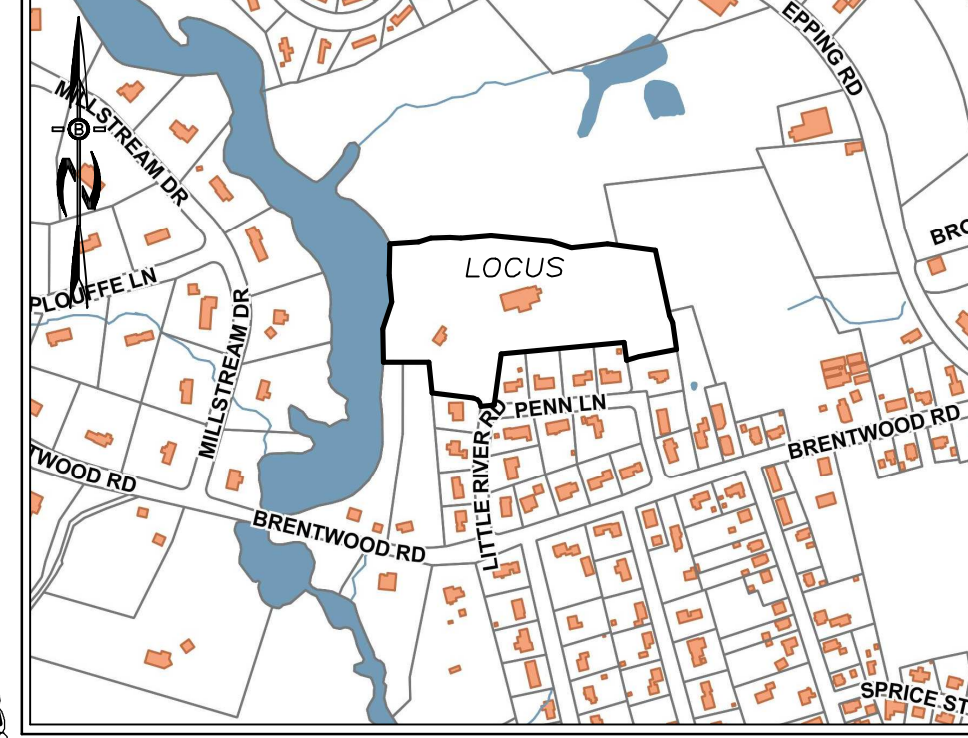 EPPING RD
MILLSTREAM DR
B
N
BRO
LOCUS
PLOUFFE LN
MILLSTREAM DR
PENN LN
LITTLE RIVER RD
BRENTWOOD RD
TWOOD RD
BRENTWOOD RD
SPRICE ST